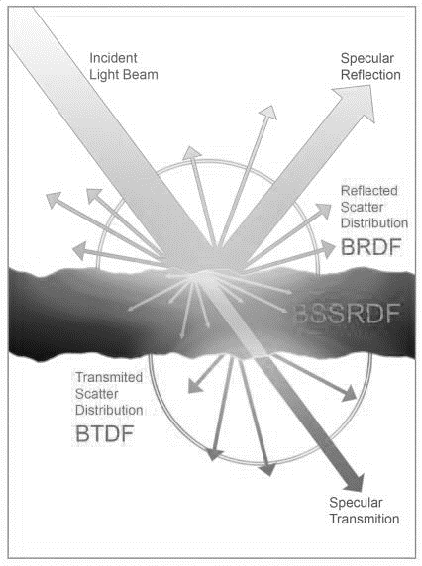 Incident
Light Beam
Specular
Reflection
Reflected
Scatter
Distribution
BRDF
BSSRDF
Transmited
Scatter
Distribution
BTDF
Specular
Transmition